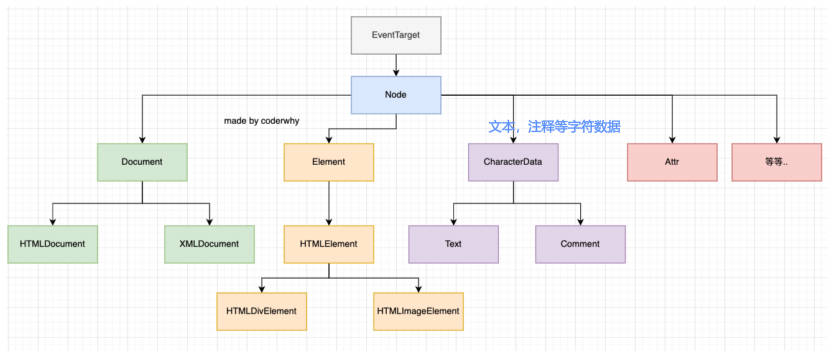 EventTarget
Node
made by coderwhy
文本，注释等字符数据
Document
Element
CharacterData
Attr
等等..
HTMLDocument
XMLDocument
HTMLElement
Text
Comment
HTMLDivElement
HTMLImageElement